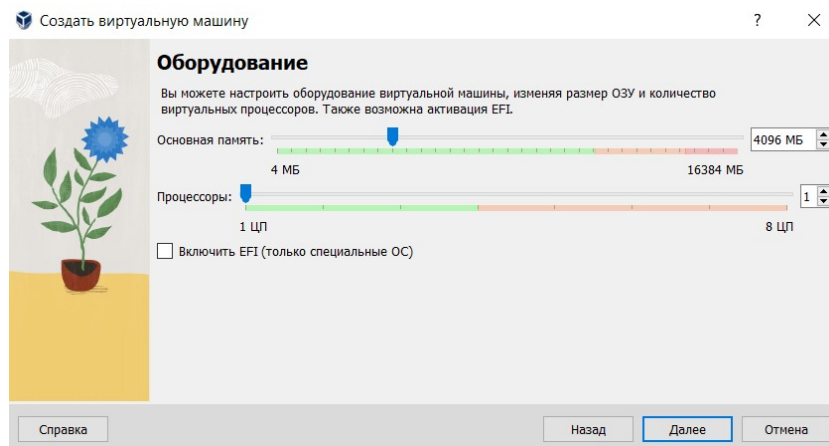 Создать виртуальную машину
?
Оборудование
Вы можете настроить оборудование виртуальной машины, изменяя размер ОЗУ и количество
виртуальных процессоров. Также возможна активация EFI.
Основная память:
4096 МБ
4 МБ
16384 МБ
Процессоры:
1
1 ЦП
8 ЦП
Включить EFI (только специальные ОС)
Справка
Назад
Далее
Отмена